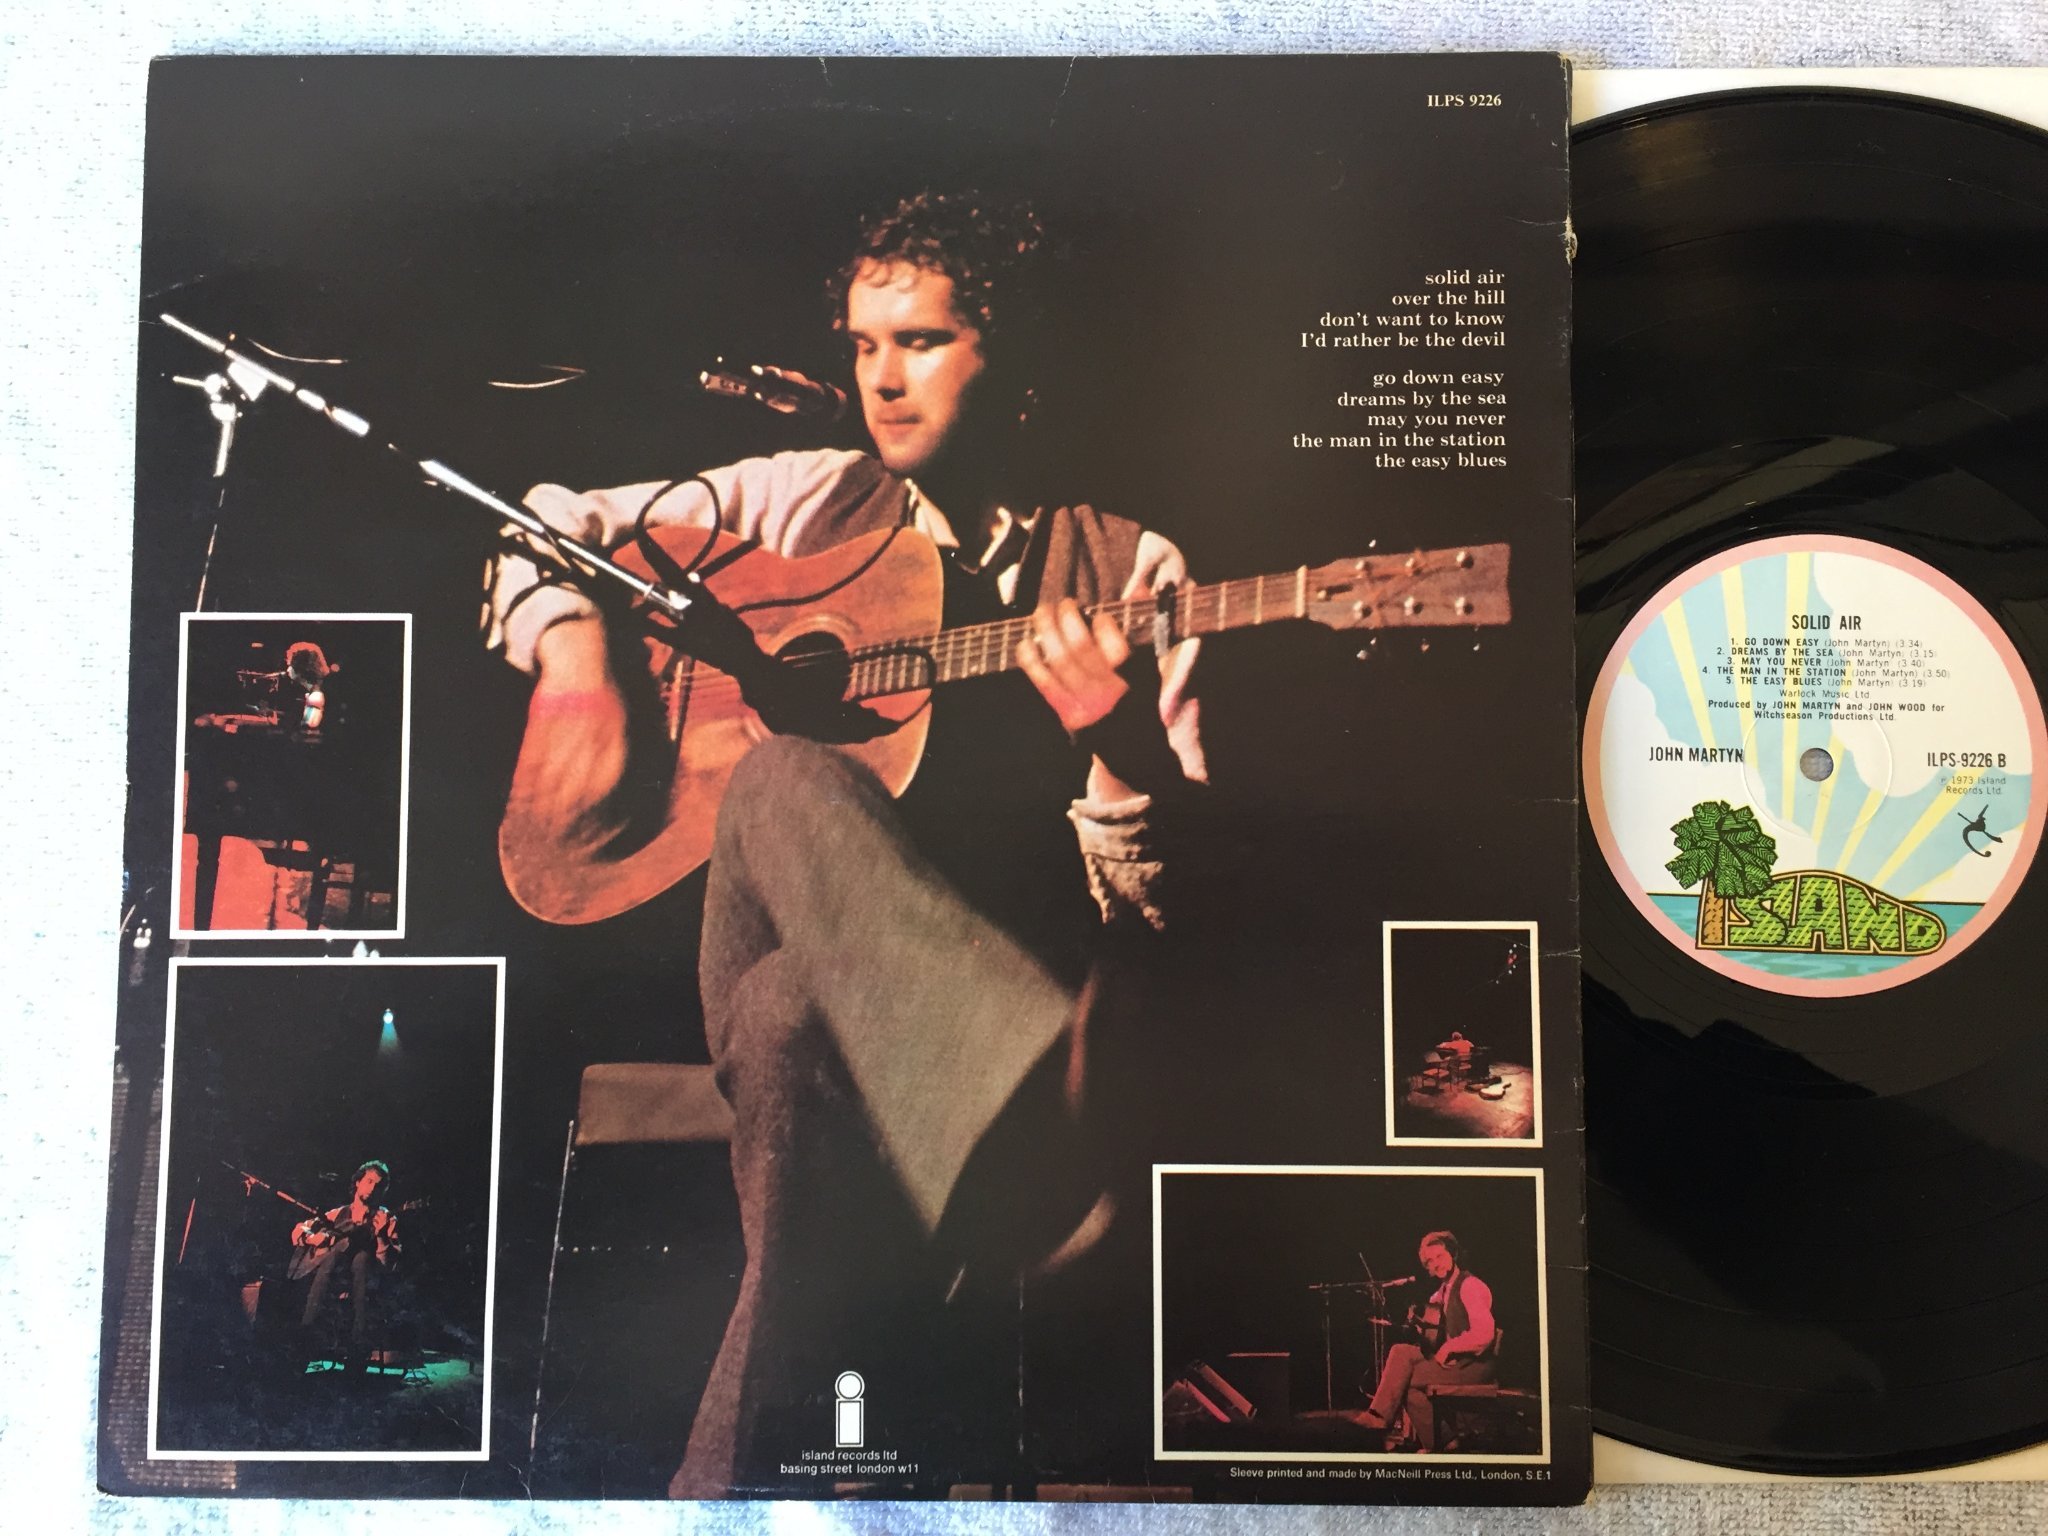 ILPS 9226
solid air
over the hill
don't want to know
I'd rather be the devil
go down easy
dreams by the sea
may you never
the man in the station
the easy blues
island records ltd
basing street london w11
Sleeve printed and made by MacNeill Press Ltd., London, S.E.1
SOLID AIR
1. GO DOWN EASY (John Martyn) (3.34)
2. DREAMS BY THE SEA (John Martyn) (3.15)
3. MAY YOU NEVER (John Martyn) (3.40)
4. THE MAN IN THE STATION (John Martyn) (3.50)
5. THE EASY BLUES (John Martyn) (3.19)
Warlock Music Ltd.
Produced by JOHN MARTYN and JOHN WOOD for
Witchseason Productions Ltd.
JOHN MARTYN
ILPS-9226 B
℗ 1973 Island
Records Ltd.
ISLAND